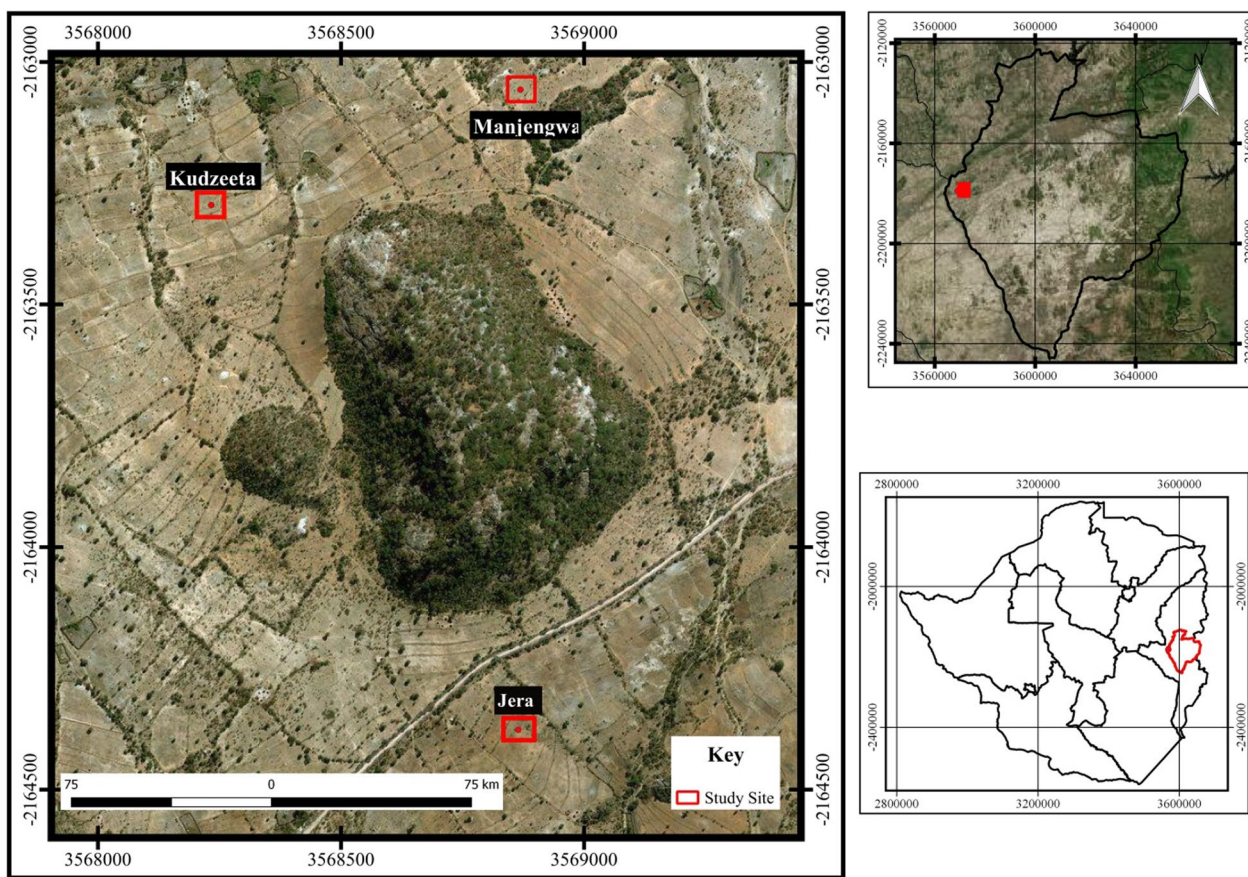 3568000 3568500 3569000
-2163000 -2163000
Manjengwa
Kudzeeta
-2163500 -2163500
-2164000 -2164000
Jera
Key
Study Site
75 0 75 km
-2164500 -2164500
3568000 3568500 3569000
3560000 3600000 3640000
-2120000
N
-2160000 -2160000
-2200000 -2200000
-2240000
3560000 3600000 3640000
2800000 3200000 3600000
-2000000 -2000000
-2400000 -2400000
2800000 3200000 3600000